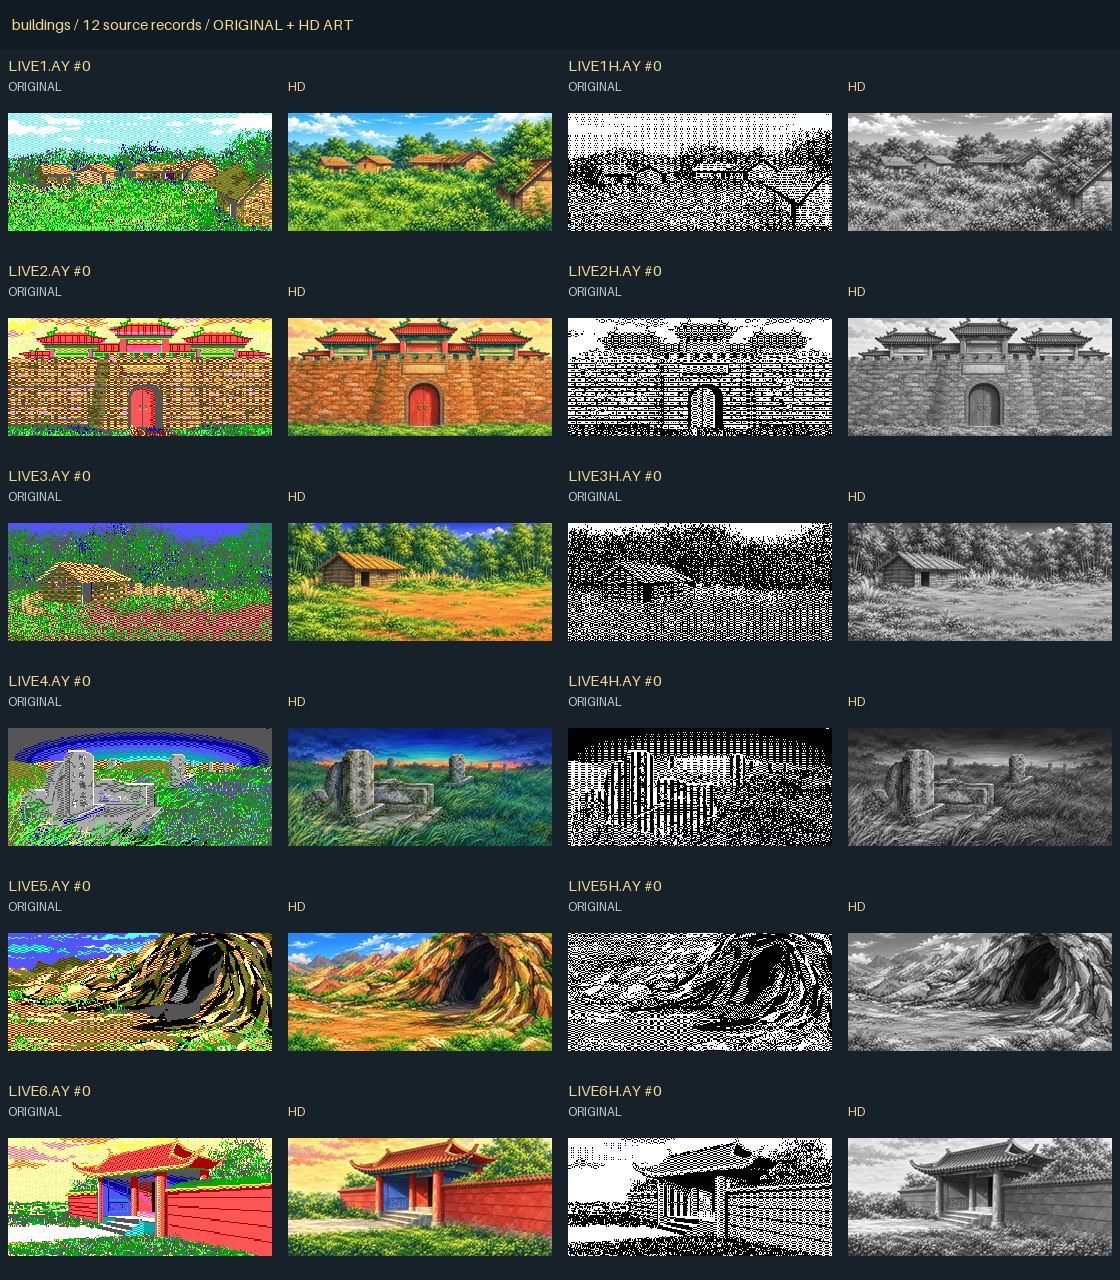 buildings / 12 source records / ORIGINAL + HD ART
LIVE1.AY #0
ORIGINAL
HD
LIVE1H.AY #0
ORIGINAL
HD
LIVE2.AY #0
ORIGINAL
HD
LIVE2H.AY #0
ORIGINAL
HD
LIVE3.AY #0
ORIGINAL
HD
LIVE3H.AY #0
ORIGINAL
HD
LIVE4.AY #0
ORIGINAL
HD
LIVE4H.AY #0
ORIGINAL
HD
LIVE5.AY #0
ORIGINAL
HD
LIVE5H.AY #0
ORIGINAL
HD
LIVE6.AY #0
ORIGINAL
HD
LIVE6H.AY #0
ORIGINAL
HD